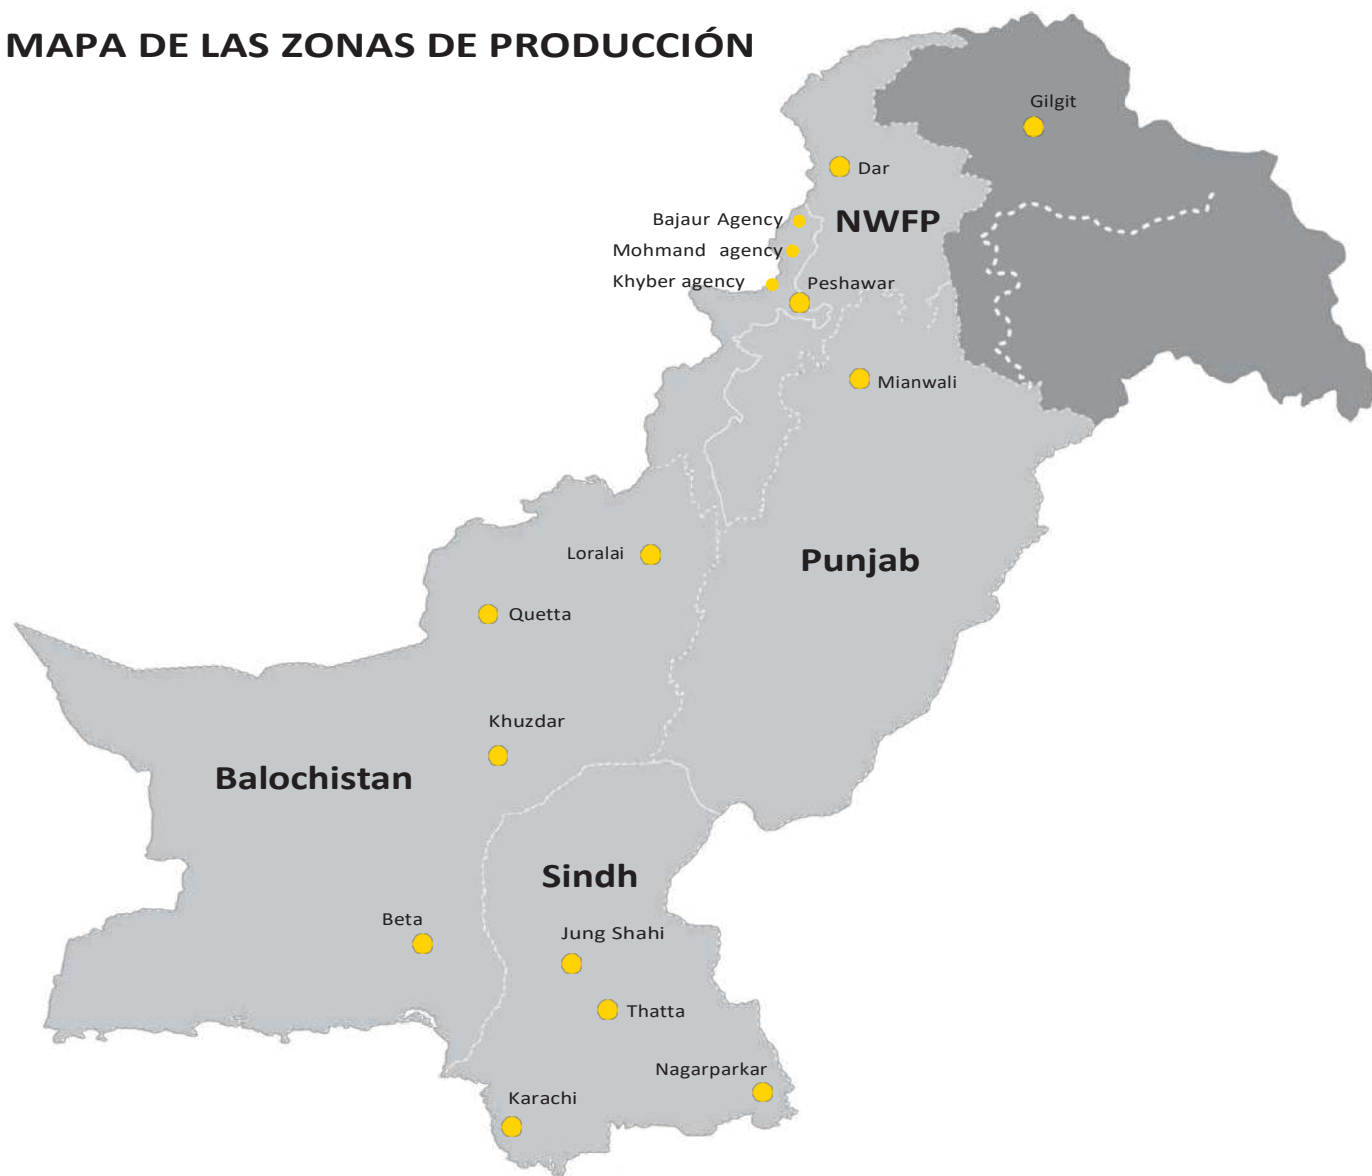 MAPA DE LAS ZONAS DE PRODUCCIÓN
Gilgit
Dar
Bajaur Agency
NWFP
Mohmand agency
Khyber agency
Peshawar
Mianwali
Loralai
Punjab
Quetta
Khuzdar
Balochistan
Sindh
Beta
Jung Shahi
Thatta
Nagarparkar
Karachi